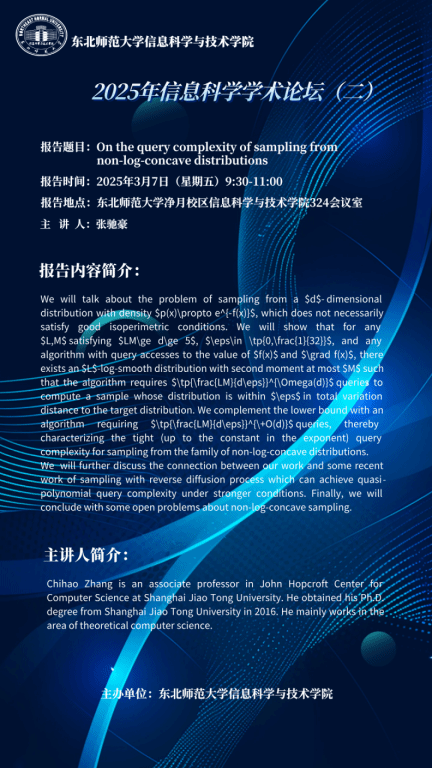 NORTHEAST NORMAL UNIVERSITY
东北师范大学信息科学与技术学院
2025年信息科学学术论坛（二）
报告题目：On the query complexity of sampling from
non-log-concave distributions
报告时间：2025年3月7日（星期五）9:30-11:00
报告地点：东北师范大学净月校区信息科学与技术学院324会议室
主 讲 人：张驰豪
报告内容简介：
We will talk about the problem of sampling from a $d$-dimensional
distribution with density $p(x)\propto e^{-f(x)}$, which does not necessarily
satisfy good isoperimetric conditions. We will show that for any
$L,M$ satisfying $LM\ge d\ge 5$, $\eps\in \tp{0,\frac{1}{32}}$, and any
algorithm with query accesses to the value of $f(x)$ and $\grad f(x)$, there
exists an $L$-log-smooth distribution with second moment at most $M$ such
that the algorithm requires $\tp{\frac{LM}{d\eps}}^{\Omega(d)}$ queries to
compute a sample whose distribution is within $\eps$ in total variation
distance to the target distribution. We complement the lower bound with an
algorithm requiring $\tp{\frac{LM}{d\eps}}^{\+O(d)}$ queries, thereby
characterizing the tight (up to the constant in the exponent) query
complexity for sampling from the family of non-log-concave distributions.
We will further discuss the connection between our work and some recent
work of sampling with reverse diffusion process which can achieve quasi-
polynomial query complexity under stronger conditions. Finally, we will
conclude with some open problems about non-log-concave sampling.
主讲人简介：
Chihao Zhang is an associate professor in John Hopcroft Center for
Computer Science at Shanghai Jiao Tong University. He obtained his Ph.D.
degree from Shanghai Jiao Tong University in 2016. He mainly works in the
area of theoretical computer science.
主办单位：东北师范大学信息科学与技术学院